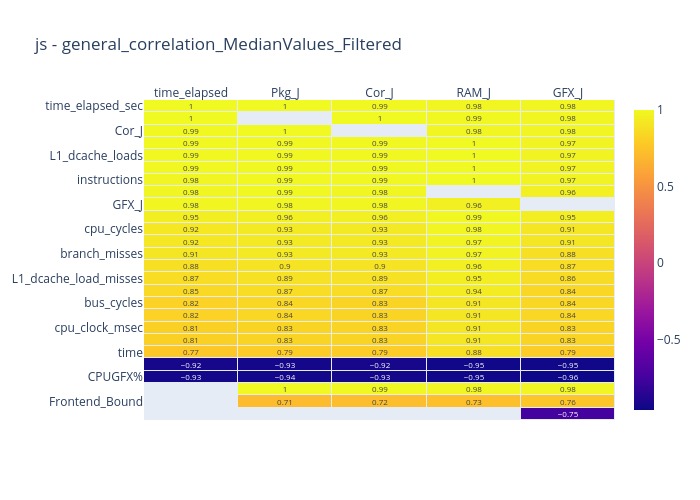 js - general_correlation_MedianValues_Filtered
time_elapsed Pkg_J Cor_J RAM_J GFX_J
time_elapsed_sec 1 1 0.99 0.98 0.98
1 1 0.99 0.98
Cor_J 0.99 1 0.98 0.98
0.99 0.99 0.99 1 0.97
L1_dcache_loads 0.99 0.99 0.99 1 0.97
0.99 0.99 0.99 1 0.97
instructions 0.98 0.99 0.99 1 0.97
0.98 0.99 0.98 0.96
GFX_J 0.98 0.98 0.98 0.96
0.95 0.96 0.96 0.99 0.95
cpu_cycles 0.92 0.93 0.93 0.98 0.91
0.92 0.93 0.93 0.97 0.91
branch_misses 0.91 0.93 0.93 0.97 0.88
0.88 0.9 0.9 0.96 0.87
L1_dcache_load_misses 0.87 0.89 0.89 0.95 0.86
0.85 0.87 0.87 0.94 0.84
bus_cycles 0.82 0.84 0.83 0.91 0.84
0.82 0.84 0.83 0.91 0.84
cpu_clock_msec 0.81 0.83 0.83 0.91 0.83
0.81 0.83 0.83 0.91 0.83
time 0.77 0.79 0.79 0.88 0.79
−0.92 −0.93 −0.92 −0.95 −0.95
CPUGFX% −0.93 −0.94 −0.93 −0.95 −0.96
1 0.99 0.98 0.98
Frontend_Bound 0.71 0.72 0.73 0.76
−0.75
1
0.5
0
−0.5